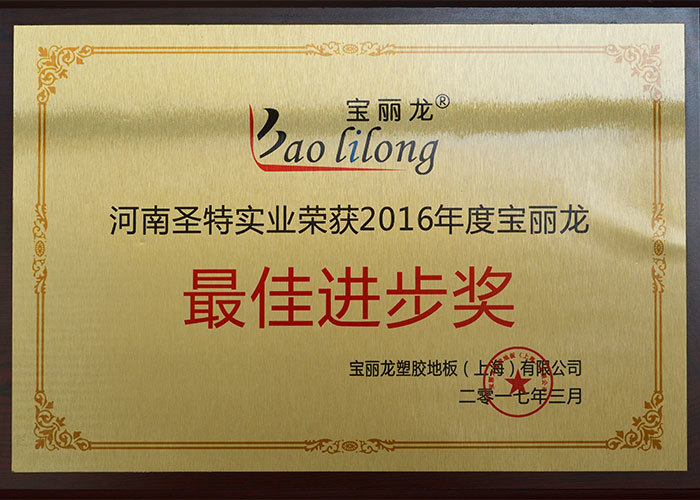 宝丽龙®
Baolilong
河南圣特实业荣获2016年度宝丽龙
最佳进步奖
宝丽龙塑胶地板（上海）有限公司
二零一七年三月